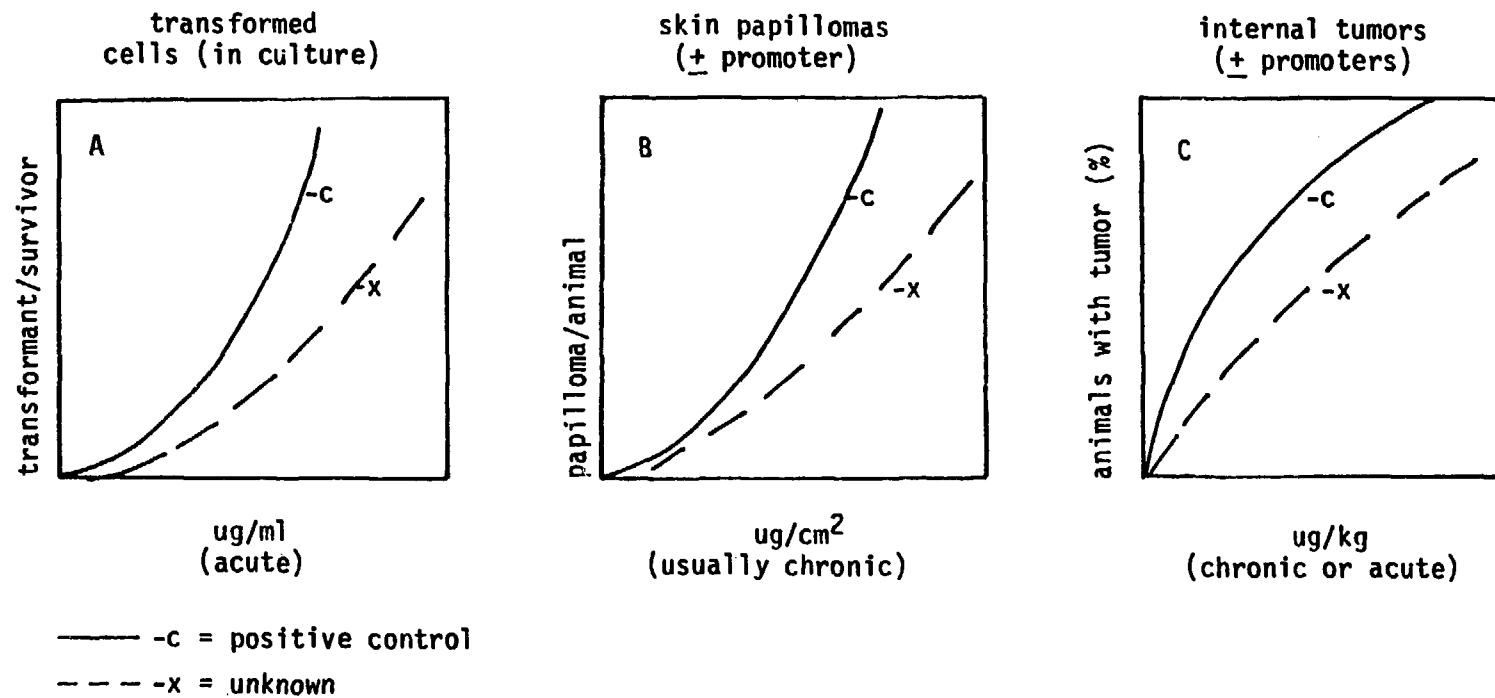 transformed
cells (in culture)
A
-c
-x
transformant/survivor
ug/ml
(acute)
skin papillomas
(± promoter)
B
-c
-x
papilloma/animal
ug/cm²
(usually chronic)
internal tumors
(± promoters)
C
-c
-x
animals with tumor (%)
ug/kg
(chronic or acute)
-c = positive control
-x = unknown